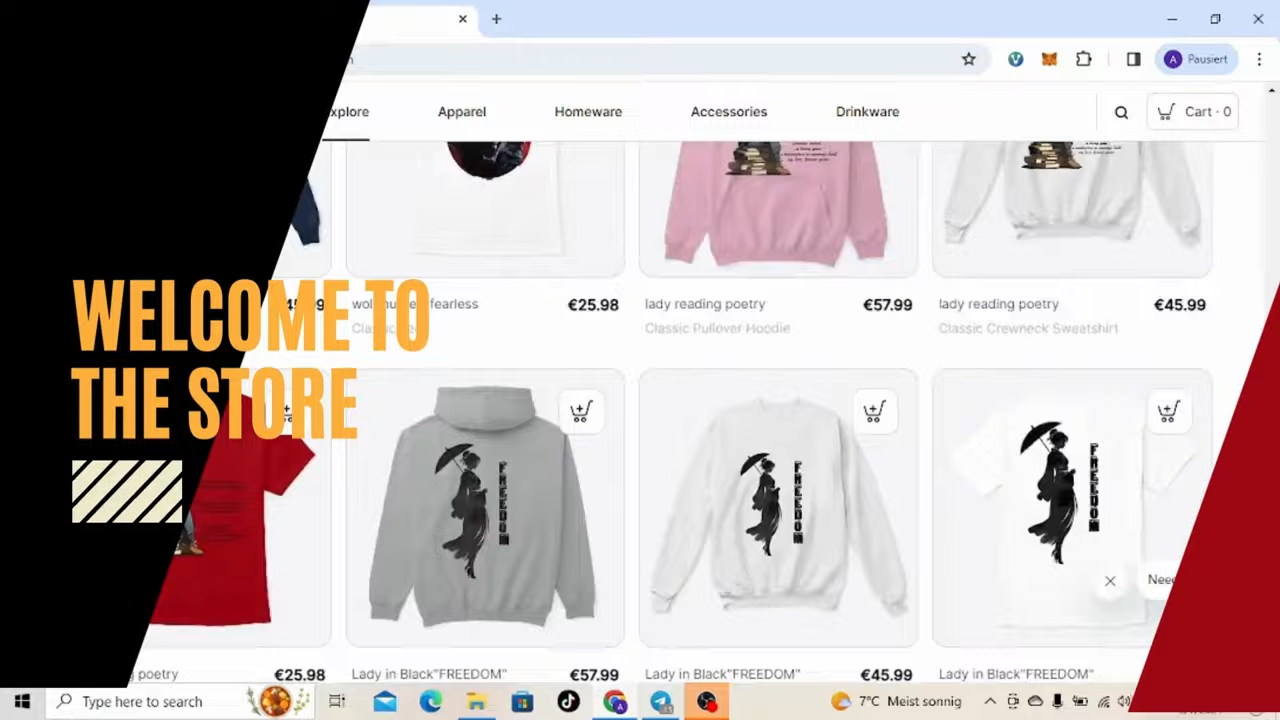 Pausiert
xplore
Apparel
Homeware
Accessories
Drinkware
Cart · 0
fearless
€25.98
lady reading poetry
€57.99
lady reading poetry
€45.99
Classic Pullover Hoodie
Classic Crewneck Sweatshirt
WELCOME TO
THE STORE
FREEDOM
FREEDOM
FREEDOM
Need
poetry
€25.98
Lady in Black"FREEDOM"
€57.99
Lady in Black"FREEDOM"
€45.99
Lady in Black"FREEDOM"
Type here to search
7°C Meist sonnig